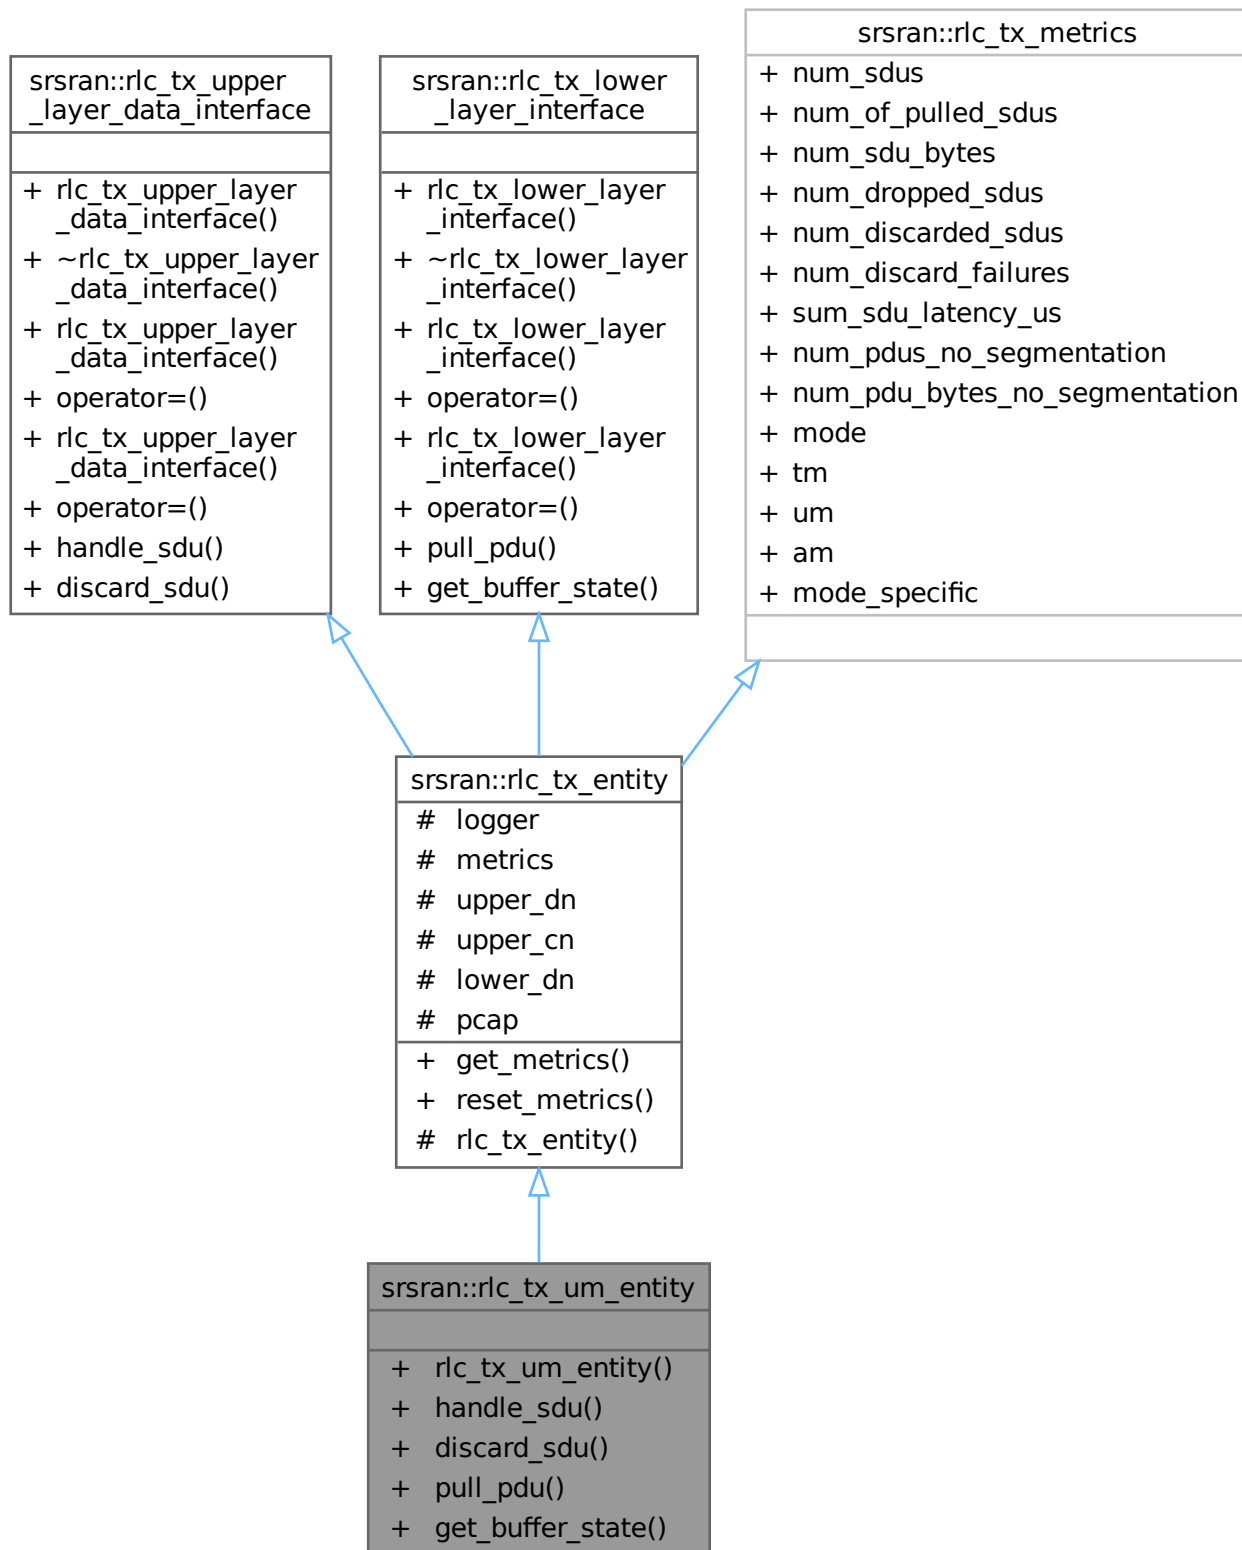 srsran::rlc_tx_upper
_layer_data_interface
+ rlc_tx_upper_layer
_data_interface()
+ ~rlc_tx_upper_layer
_data_interface()
+ rlc_tx_upper_layer
_data_interface()
+ operator=()
+ rlc_tx_upper_layer
_data_interface()
+ operator=()
+ handle_sdu()
+ discard_sdu()
srsran::rlc_tx_lower
_layer_interface
+ rlc_tx_lower_layer
_interface()
+ ~rlc_tx_lower_layer
_interface()
+ rlc_tx_lower_layer
_interface()
+ operator=()
+ rlc_tx_lower_layer
_interface()
+ operator=()
+ pull_pdu()
+ get_buffer_state()
srsran::rlc_tx_metrics
+ num_sdus
+ num_of_pulled_sdus
+ num_sdu_bytes
+ num_dropped_sdus
+ num_discarded_sdus
+ num_discard_failures
+ sum_sdu_latency_us
+ num_pdus_no_segmentation
+ num_pdu_bytes_no_segmentation
+ mode
+ tm
+ um
+ am
+ mode_specific
srsran::rlc_tx_entity
# logger
# metrics
# upper_dn
# upper_cn
# lower_dn
# pcap
+ get_metrics()
+ reset_metrics()
# rlc_tx_entity()
srsran::rlc_tx_um_entity
+ rlc_tx_um_entity()
+ handle_sdu()
+ discard_sdu()
+ pull_pdu()
+ get_buffer_state()